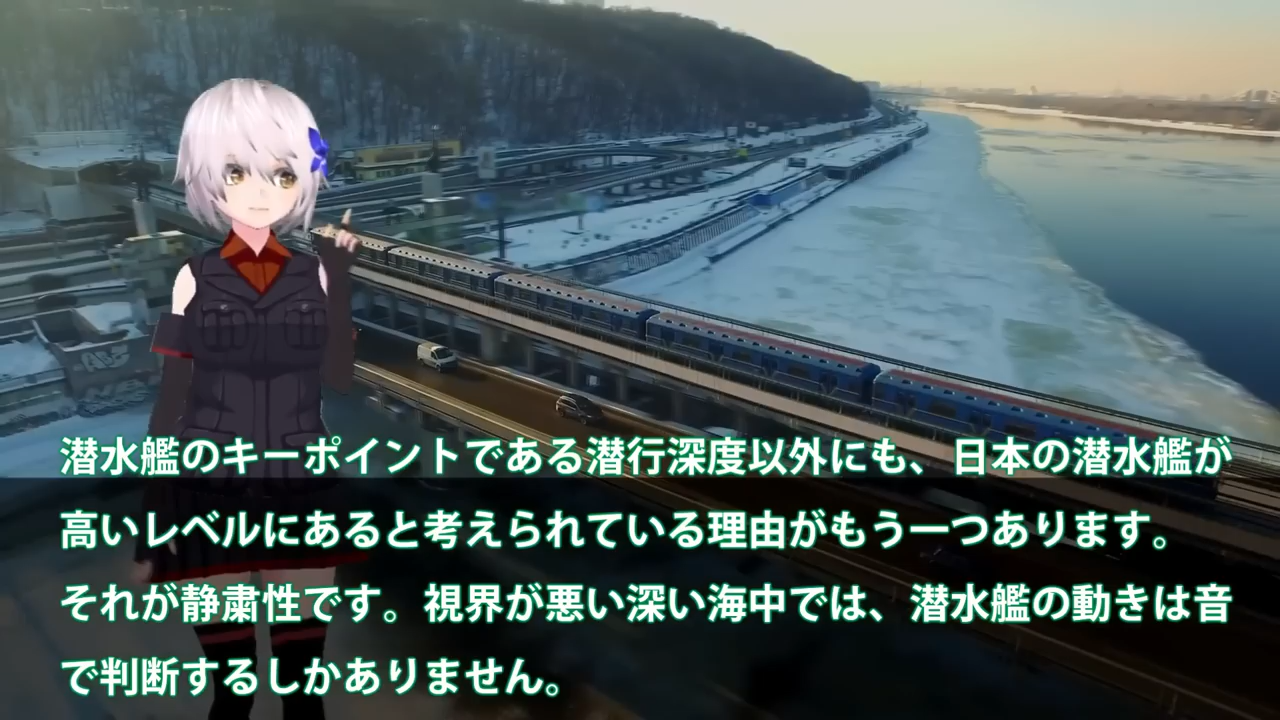 潜水艦のキーポイントである潜行深度以外にも、日本の潜水艦が
高いレベルにあると考えられている理由がもう一つあります。
それが静粛性です。視界が悪い深い海中では、潜水艦の動きは音
で判断するしかありません。